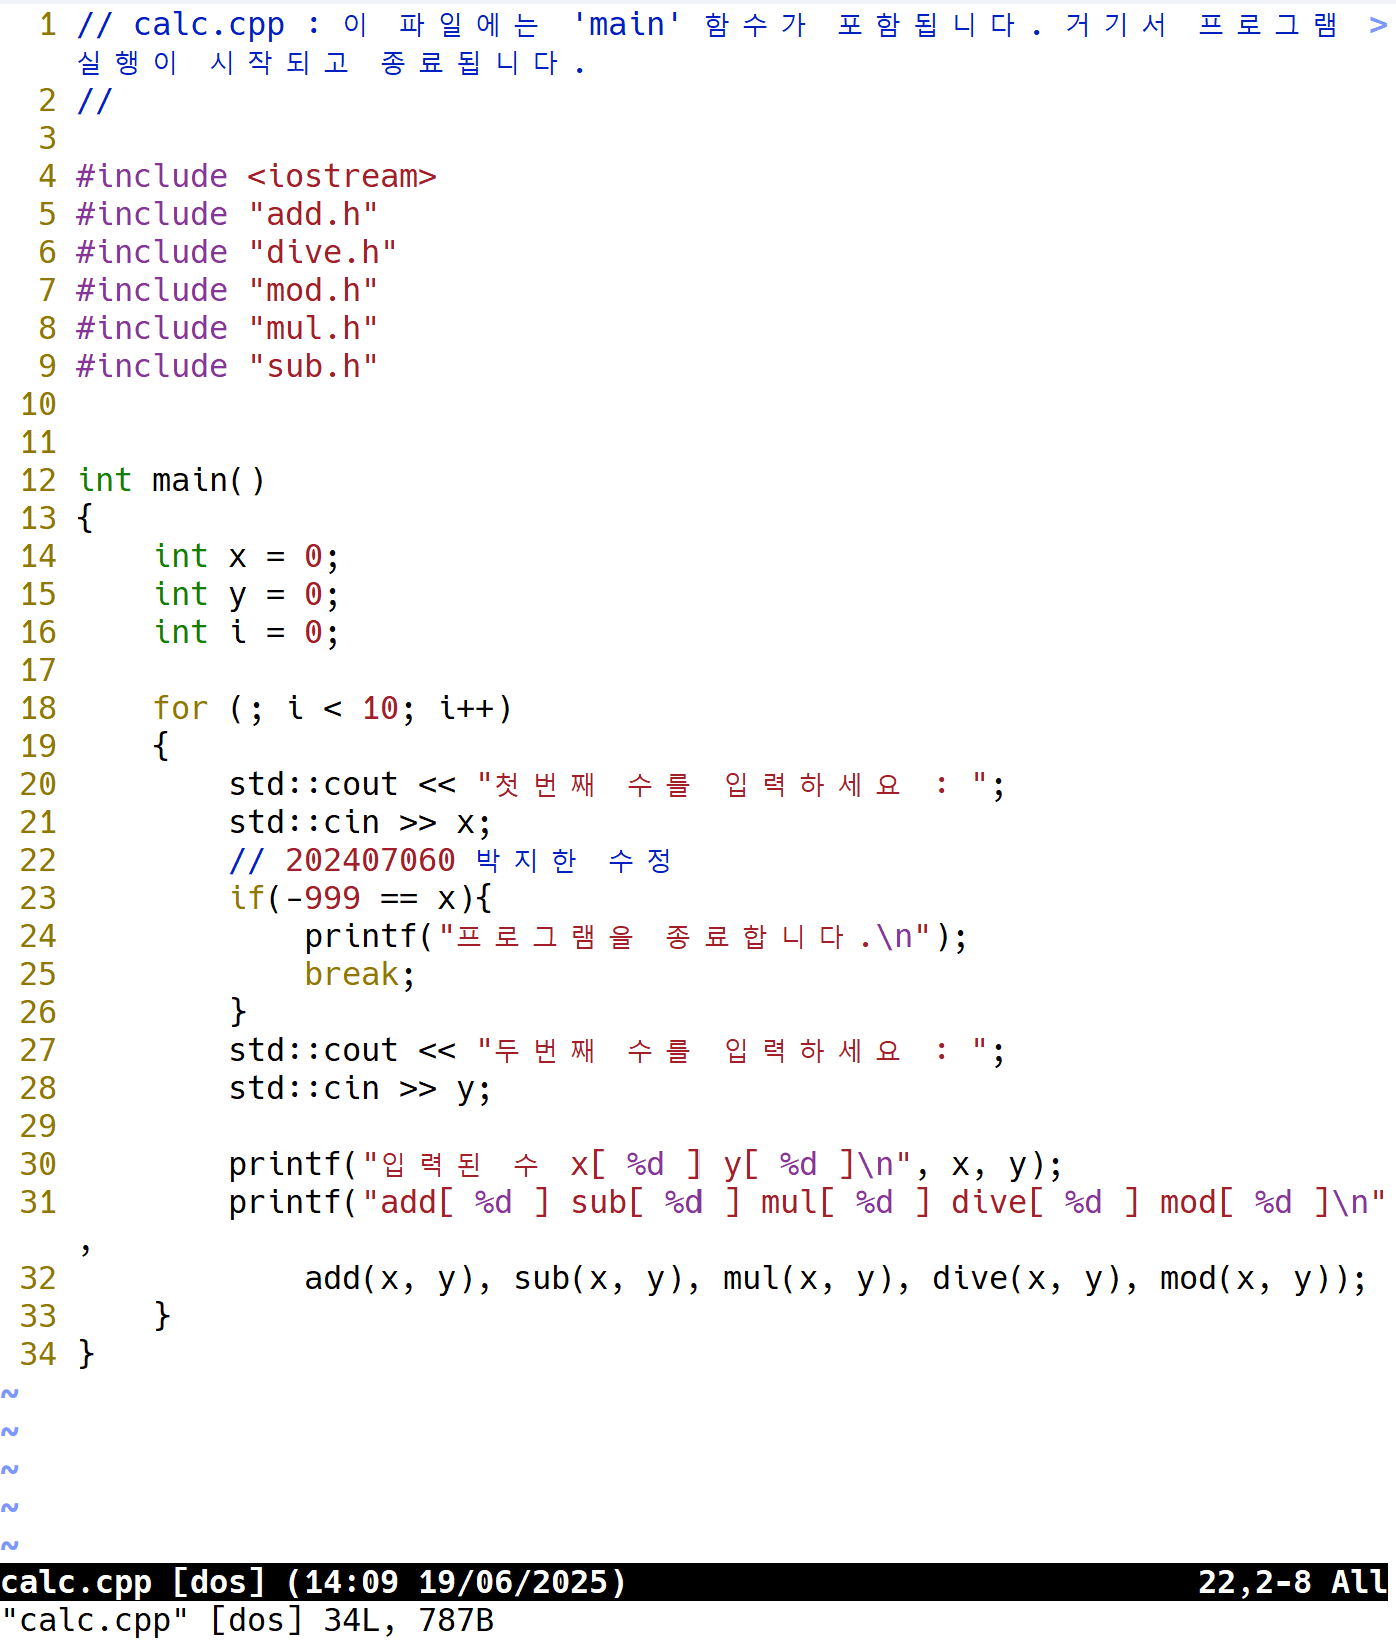 1 // calc.cpp : 이 파일에는 'main' 함수가 포함됩니다. 거기서 프로그램 >
실행이 시작되고 종료됩니다.
2 //
3
4 #include <iostream>
5 #include "add.h"
6 #include "dive.h"
7 #include "mod.h"
8 #include "mul.h"
9 #include "sub.h"
10
11
12 int main()
13 {
14     int x = 0;
15     int y = 0;
16     int i = 0;
17
18     for (; i < 10; i++)
19     {
20         std::cout << "첫번째 수를 입력하세요 : ";
21         std::cin >> x;
22         // 202407060 박지한 수정
23         if(-999 == x){
24             printf("프로그램을 종료합니다.\n");
25             break;
26         }
27         std::cout << "두번째 수를 입력하세요 : ";
28         std::cin >> y;
29
30         printf("입력된 수 x[ %d ] y[ %d ]\n", x, y);
31         printf("add[ %d ] sub[ %d ] mul[ %d ] dive[ %d ] mod[ %d ]\n"
,
32             add(x, y), sub(x, y), mul(x, y), dive(x, y), mod(x, y));
33     }
34 }
~
~
~
~
~
calc.cpp [dos] (14:09 19/06/2025) 22,2-8 All
"calc.cpp" [dos] 34L, 787B